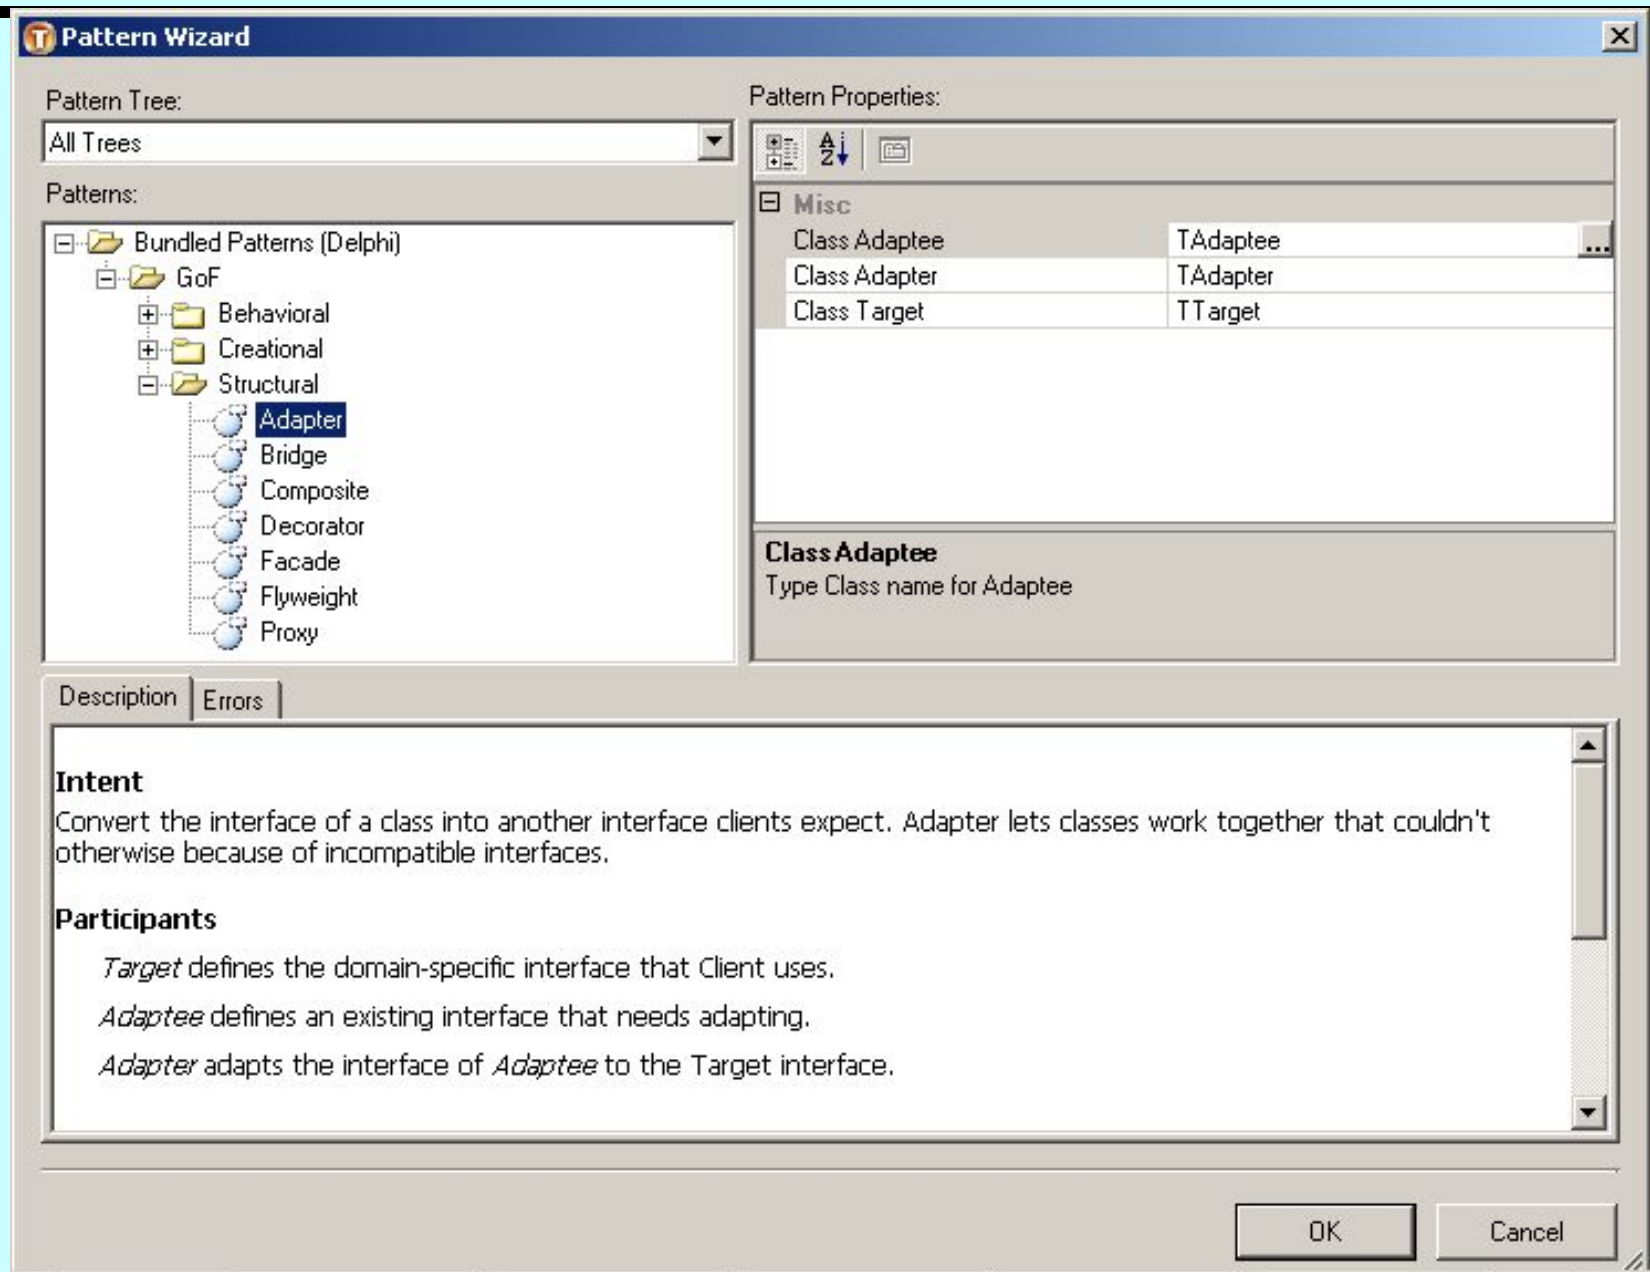 Pattern Wizard
Pattern Tree:
All Trees
Patterns:
Bundled Patterns (Delphi)
GoF
Behavioral
Creational
Structural
Adapter
Bridge
Composite
Decorator
Facade
Flyweight
Proxy
Pattern Properties:
Misc
Class Adaptee TAdaptee ...
Class Adapter TAdapter
Class Target TTarget
Class Adaptee
Type Class name for Adaptee
Description Errors
Intent
Convert the interface of a class into another interface clients expect. Adapter lets classes work together that couldn't
otherwise because of incompatible interfaces.
Participants
Target defines the domain-specific interface that Client uses.
Adaptee defines an existing interface that needs adapting.
Adapter adapts the interface of Adaptee to the Target interface.
OK Cancel